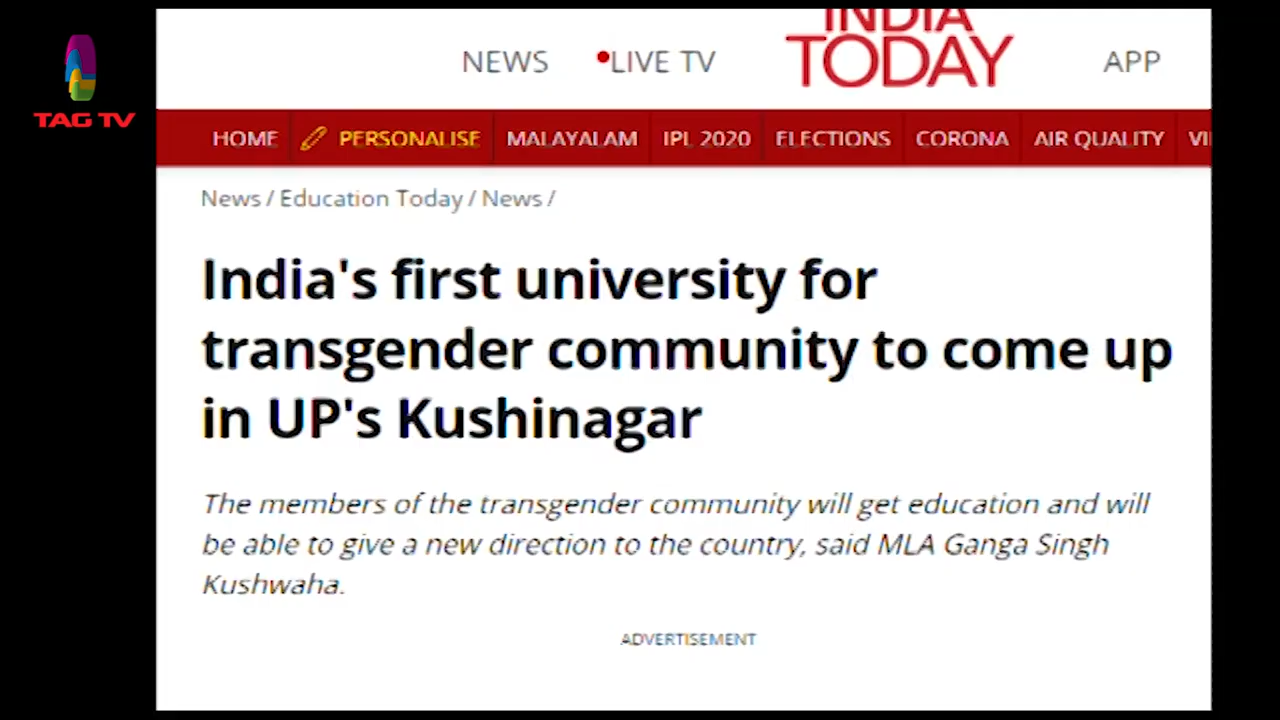 TAG TV
INDIA
TODAY
NEWS
LIVE TV
APP
HOME
PERSONALISE
MALAYALAM
IPL 2020
ELECTIONS
CORONA
AIR QUALITY
VI
News / Education Today / News /
India's first university for
transgender community to come up
in UP's Kushinagar
The members of the transgender community will get education and will
be able to give a new direction to the country, said MLA Ganga Singh
Kushwaha.
ADVERTISEMENT